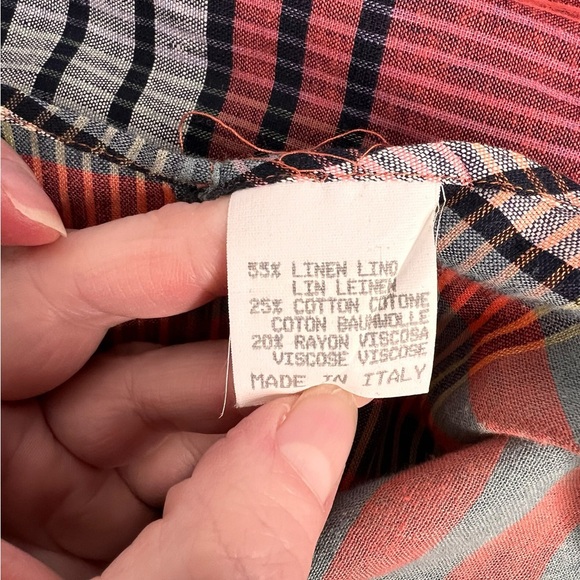 55% LINEN LINO
LIN LEINEN
25% COTTON COTONE
COTON BAUMWOLLE
20% RAYON VISCOSA
VISCOSE VISCOSE
MADE IN ITALY